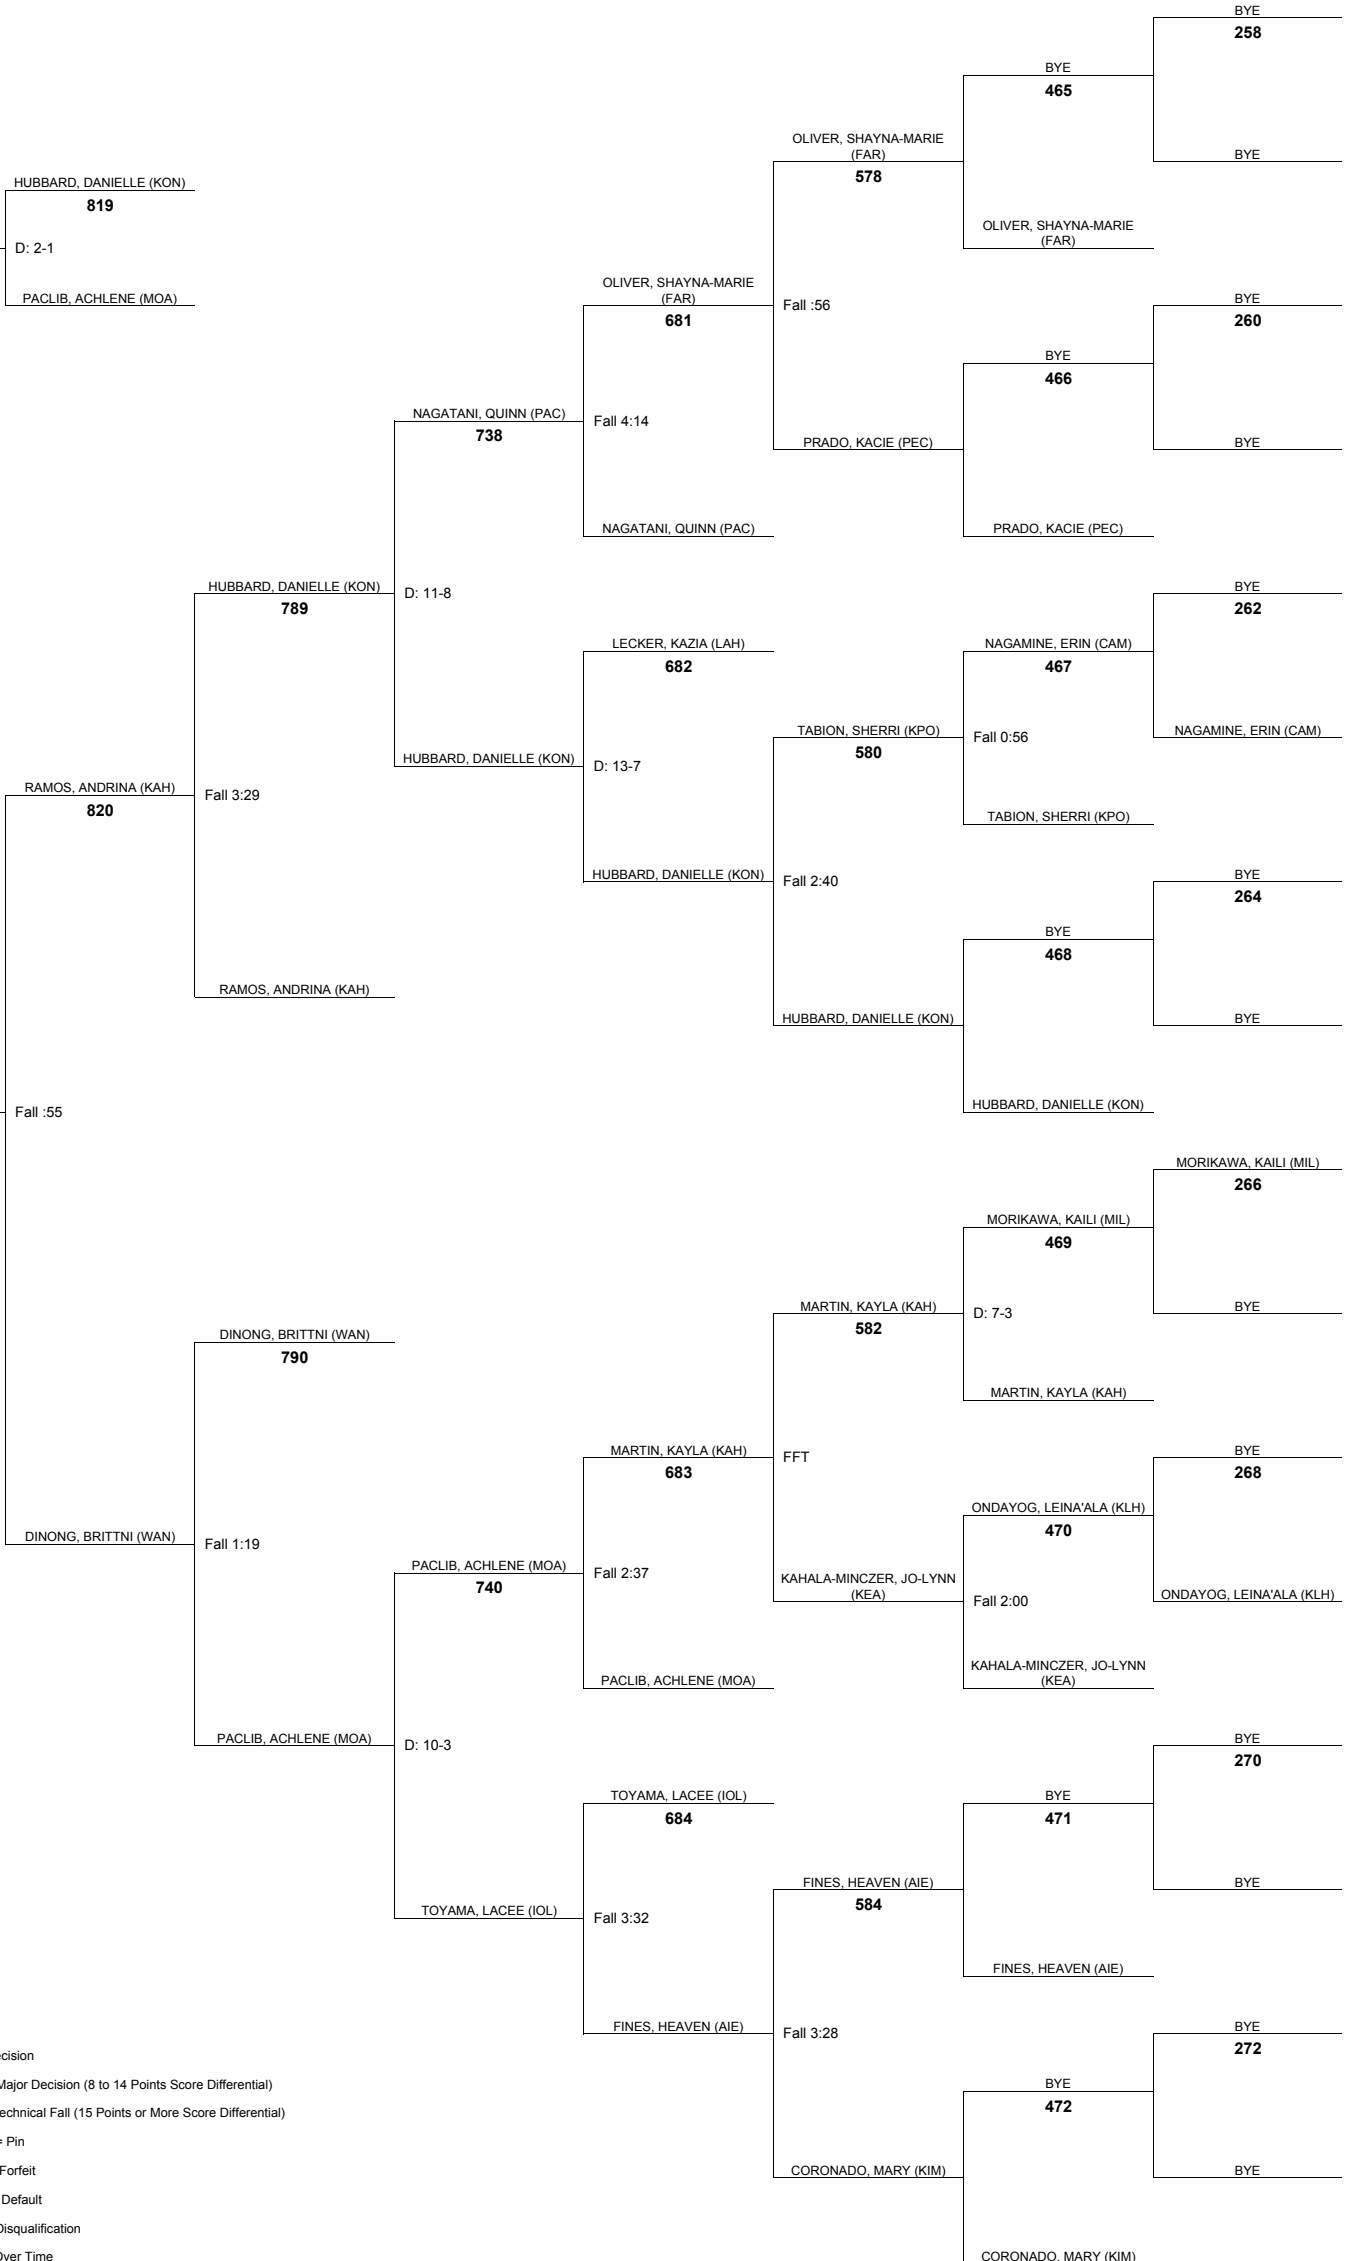 BYE
258
BYE
465
OLIVER, SHAYNA-MARIE
(FAR)
578
BYE
HUBBARD, DANIELLE (KON)
819
OLIVER, SHAYNA-MARIE
(FAR)
D: 2-1
OLIVER, SHAYNA-MARIE
(FAR)
681
PACLIB, ACHLENE (MOA)
Fall :56
BYE
260
BYE
466
NAGATANI, QUINN (PAC)
738
Fall 4:14
PRADO, KACIE (PEC)
BYE
NAGATANI, QUINN (PAC)
PRADO, KACIE (PEC)
HUBBARD, DANIELLE (KON)
789
D: 11-8
BYE
262
LECKER, KAZIA (LAH)
682
NAGAMINE, ERIN (CAM)
467
TABION, SHERRI (KPO)
580
Fall 0:56
NAGAMINE, ERIN (CAM)
HUBBARD, DANIELLE (KON)
D: 13-7
RAMOS, ANDRINA (KAH)
820
Fall 3:29
TABION, SHERRI (KPO)
HUBBARD, DANIELLE (KON)
Fall 2:40
BYE
264
BYE
468
RAMOS, ANDRINA (KAH)
HUBBARD, DANIELLE (KON)
BYE
Fall :55
HUBBARD, DANIELLE (KON)
MORIKAWA, KAILI (MIL)
266
MORIKAWA, KAILI (MIL)
469
MARTIN, KAYLA (KAH)
582
D: 7-3
BYE
DINONG, BRITTNI (WAN)
790
MARTIN, KAYLA (KAH)
MARTIN, KAYLA (KAH)
683
FFT
BYE
268
ONDAYOG, LEINA'ALA (KLH)
470
DINONG, BRITTNI (WAN)
Fall 1:19
PACLIB, ACHLENE (MOA)
740
Fall 2:37
KAHALA-MINCZER, JO-LYNN
(KEA)
Fall 2:00
ONDAYOG, LEINA'ALA (KLH)
PACLIB, ACHLENE (MOA)
KAHALA-MINCZER, JO-LYNN
(KEA)
PACLIB, ACHLENE (MOA)
D: 10-3
BYE
270
TOYAMA, LACEE (IOL)
684
BYE
471
FINES, HEAVEN (AIE)
584
BYE
TOYAMA, LACEE (IOL)
Fall 3:32
FINES, HEAVEN (AIE)
FINES, HEAVEN (AIE)
Fall 3:28
BYE
272
cision
Major Decision (8 to 14 Points Score Differential)
BYE
472
echnical Fall (15 Points or More Score Differential)
= Pin
Forfeit
CORONADO, MARY (KIM)
BYE
Default
Disqualification
Over Time
CORONADO, MARY (KIM)